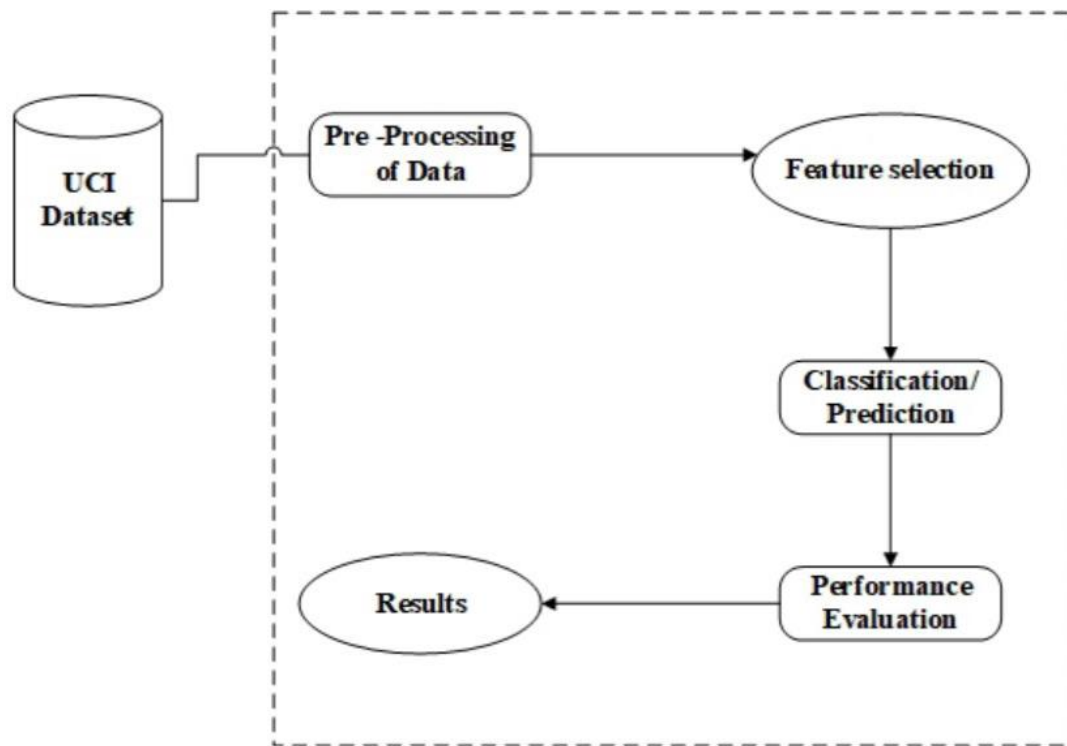 UCI
Dataset
Pre -Processing
of Data
Feature selection
Classification/
Prediction
Performance
Evaluation
Results